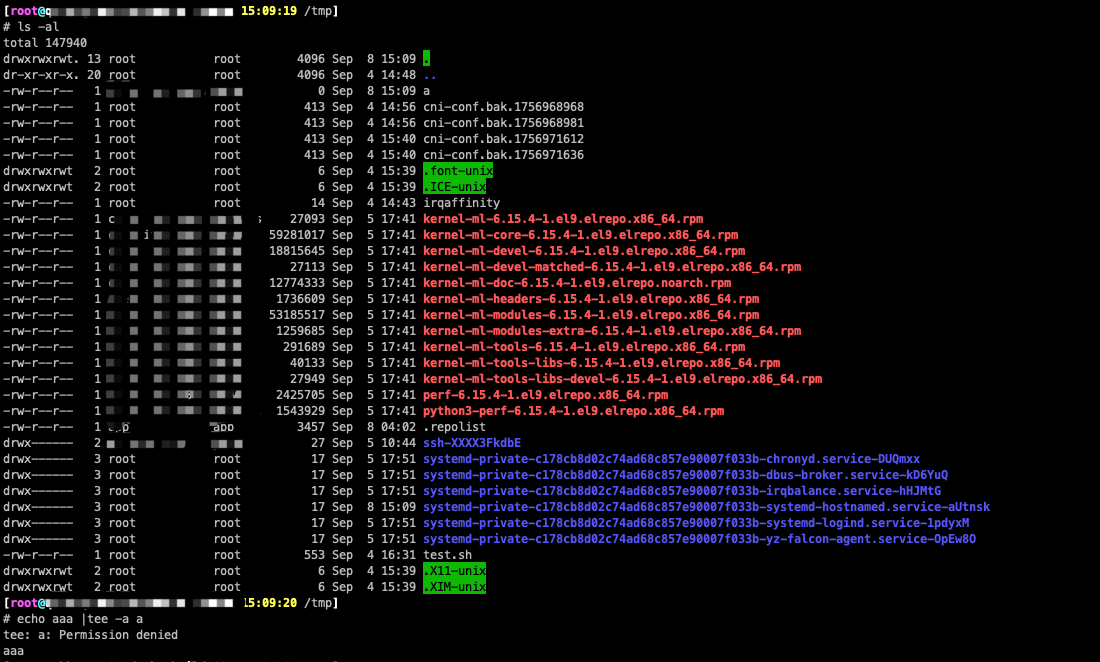 [root@q 15:09:19 /tmp]
# ls -al
total 147940
drwxrwxrwt. 13 root root 4096 Sep 8 15:09 .
dr-xr-xr-x. 20 root root 4096 Sep 4 14:48 ..
-rw-r--r-- 1 0 Sep 8 15:09 a
-rw-r--r-- 1 root root 413 Sep 4 14:56 cni-conf.bak.1756968968
-rw-r--r-- 1 root root 413 Sep 4 14:56 cni-conf.bak.1756968981
-rw-r--r-- 1 root root 413 Sep 4 15:40 cni-conf.bak.1756971612
-rw-r--r-- 1 root root 413 Sep 4 15:40 cni-conf.bak.1756971636
drwxrwxrwt 2 root root 6 Sep 4 15:39 .font-unix
drwxrwxrwt 2 root root 6 Sep 4 15:39 .ICE-unix
-rw-r--r-- 1 root root 14 Sep 4 14:43 irqaffinity
-rw-r--r-- 1 27093 Sep 5 17:41 kernel-ml-6.15.4-1.el9.elrepo.x86_64.rpm
-rw-r--r-- 1 59281017 Sep 5 17:41 kernel-ml-core-6.15.4-1.el9.elrepo.x86_64.rpm
-rw-r--r-- 1 18815645 Sep 5 17:41 kernel-ml-devel-6.15.4-1.el9.elrepo.x86_64.rpm
-rw-r--r-- 1 27113 Sep 5 17:41 kernel-ml-devel-matched-6.15.4-1.el9.elrepo.x86_64.rpm
-rw-r--r-- 1 12774333 Sep 5 17:41 kernel-ml-doc-6.15.4-1.el9.elrepo.noarch.rpm
-rw-r--r-- 1 1736609 Sep 5 17:41 kernel-ml-headers-6.15.4-1.el9.elrepo.x86_64.rpm
-rw-r--r-- 1 53185517 Sep 5 17:41 kernel-ml-modules-6.15.4-1.el9.elrepo.x86_64.rpm
-rw-r--r-- 1 1259685 Sep 5 17:41 kernel-ml-modules-extra-6.15.4-1.el9.elrepo.x86_64.rpm
-rw-r--r-- 1 291689 Sep 5 17:41 kernel-ml-tools-6.15.4-1.el9.elrepo.x86_64.rpm
-rw-r--r-- 1 40133 Sep 5 17:41 kernel-ml-tools-libs-6.15.4-1.el9.elrepo.x86_64.rpm
-rw-r--r-- 1 27949 Sep 5 17:41 kernel-ml-tools-libs-devel-6.15.4-1.el9.elrepo.x86_64.rpm
-rw-r--r-- 1 2425705 Sep 5 17:41 perf-6.15.4-1.el9.elrepo.x86_64.rpm
-rw-r--r-- 1 1543929 Sep 5 17:41 python3-perf-6.15.4-1.el9.elrepo.x86_64.rpm
-rw-r--r-- 1 app 3457 Sep 8 04:02 .repolist
drwx------ 2 27 Sep 5 10:44 ssh-XXXX3FkdbE
drwx------ 3 root root 17 Sep 5 17:51 systemd-private-c178cb8d02c74ad68c857e90007f033b-chronyd.service-DUQmxx
drwx------ 3 root root 17 Sep 5 17:51 systemd-private-c178cb8d02c74ad68c857e90007f033b-dbus-broker.service-kD6YuQ
drwx------ 3 root root 17 Sep 5 17:51 systemd-private-c178cb8d02c74ad68c857e90007f033b-irqbalance.service-hHJMtG
drwx------ 3 root root 17 Sep 8 15:09 systemd-private-c178cb8d02c74ad68c857e90007f033b-systemd-hostnamed.service-aUtnsk
drwx------ 3 root root 17 Sep 5 17:51 systemd-private-c178cb8d02c74ad68c857e90007f033b-systemd-logind.service-1pdyxM
drwx------ 3 root root 17 Sep 5 17:51 systemd-private-c178cb8d02c74ad68c857e90007f033b-yz-falcon-agent.service-OpEw8O
-rw-r--r-- 1 root root 553 Sep 4 16:31 test.sh
drwxrwxrwt 2 root root 6 Sep 4 15:39 .X11-unix
drwxrwxrwt 2 root root 6 Sep 4 15:39 .XIM-unix
[root@ 15:09:20 /tmp]
# echo aaa |tee -a a
tee: a: Permission denied
aaa